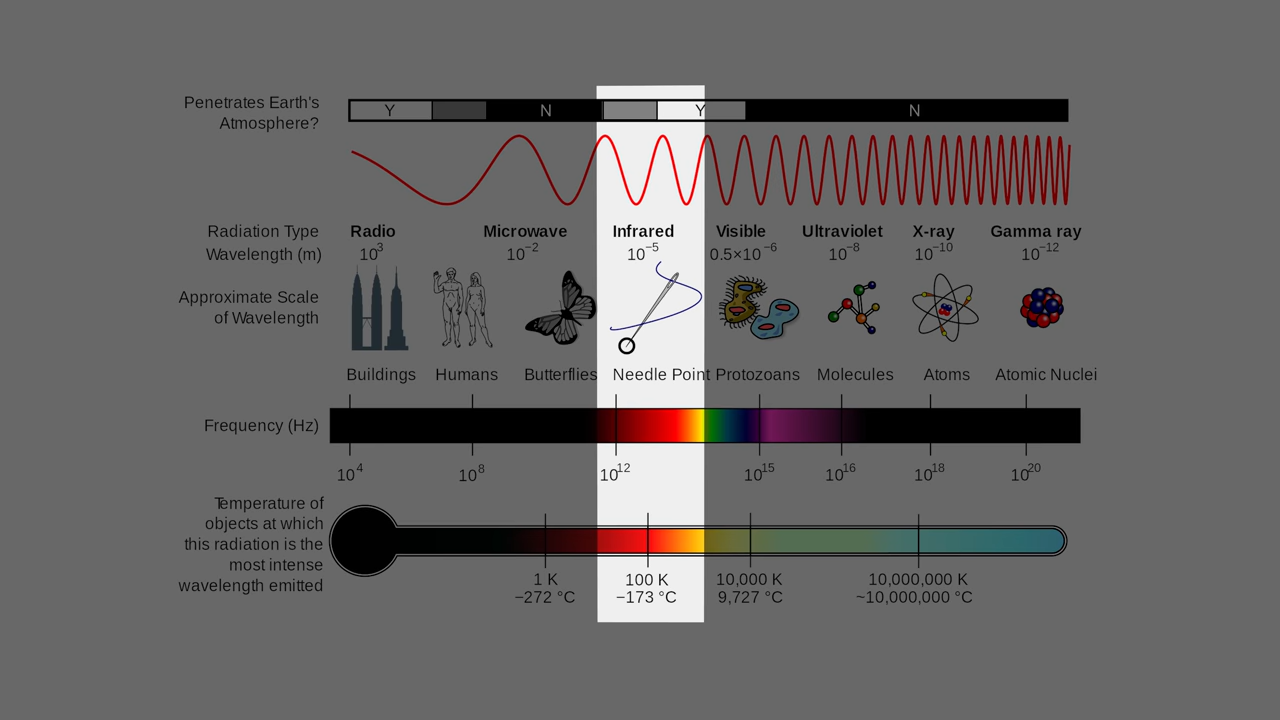 Penetrates Earth's
Atmosphere?
Y N Y N
Radiation Type Radio Microwave Infrared Visible Ultraviolet X-ray Gamma ray
Wavelength (m) 10³ 10⁻² 10⁻⁵ 0.5×10⁻⁶ 10⁻⁸ 10⁻¹⁰ 10⁻¹²
Approximate Scale
of Wavelength
Buildings Humans Butterflies Needle Point Protozoans Molecules Atoms Atomic Nuclei
Frequency (Hz)
10⁴ 10⁸ 10¹² 10¹⁵ 10¹⁶ 10¹⁸ 10²⁰
Temperature of
objects at which
this radiation is the
most intense
wavelength emitted
1 K 100 K 10,000 K 10,000,000 K
−272 °C −173 °C 9,727 °C ~10,000,000 °C